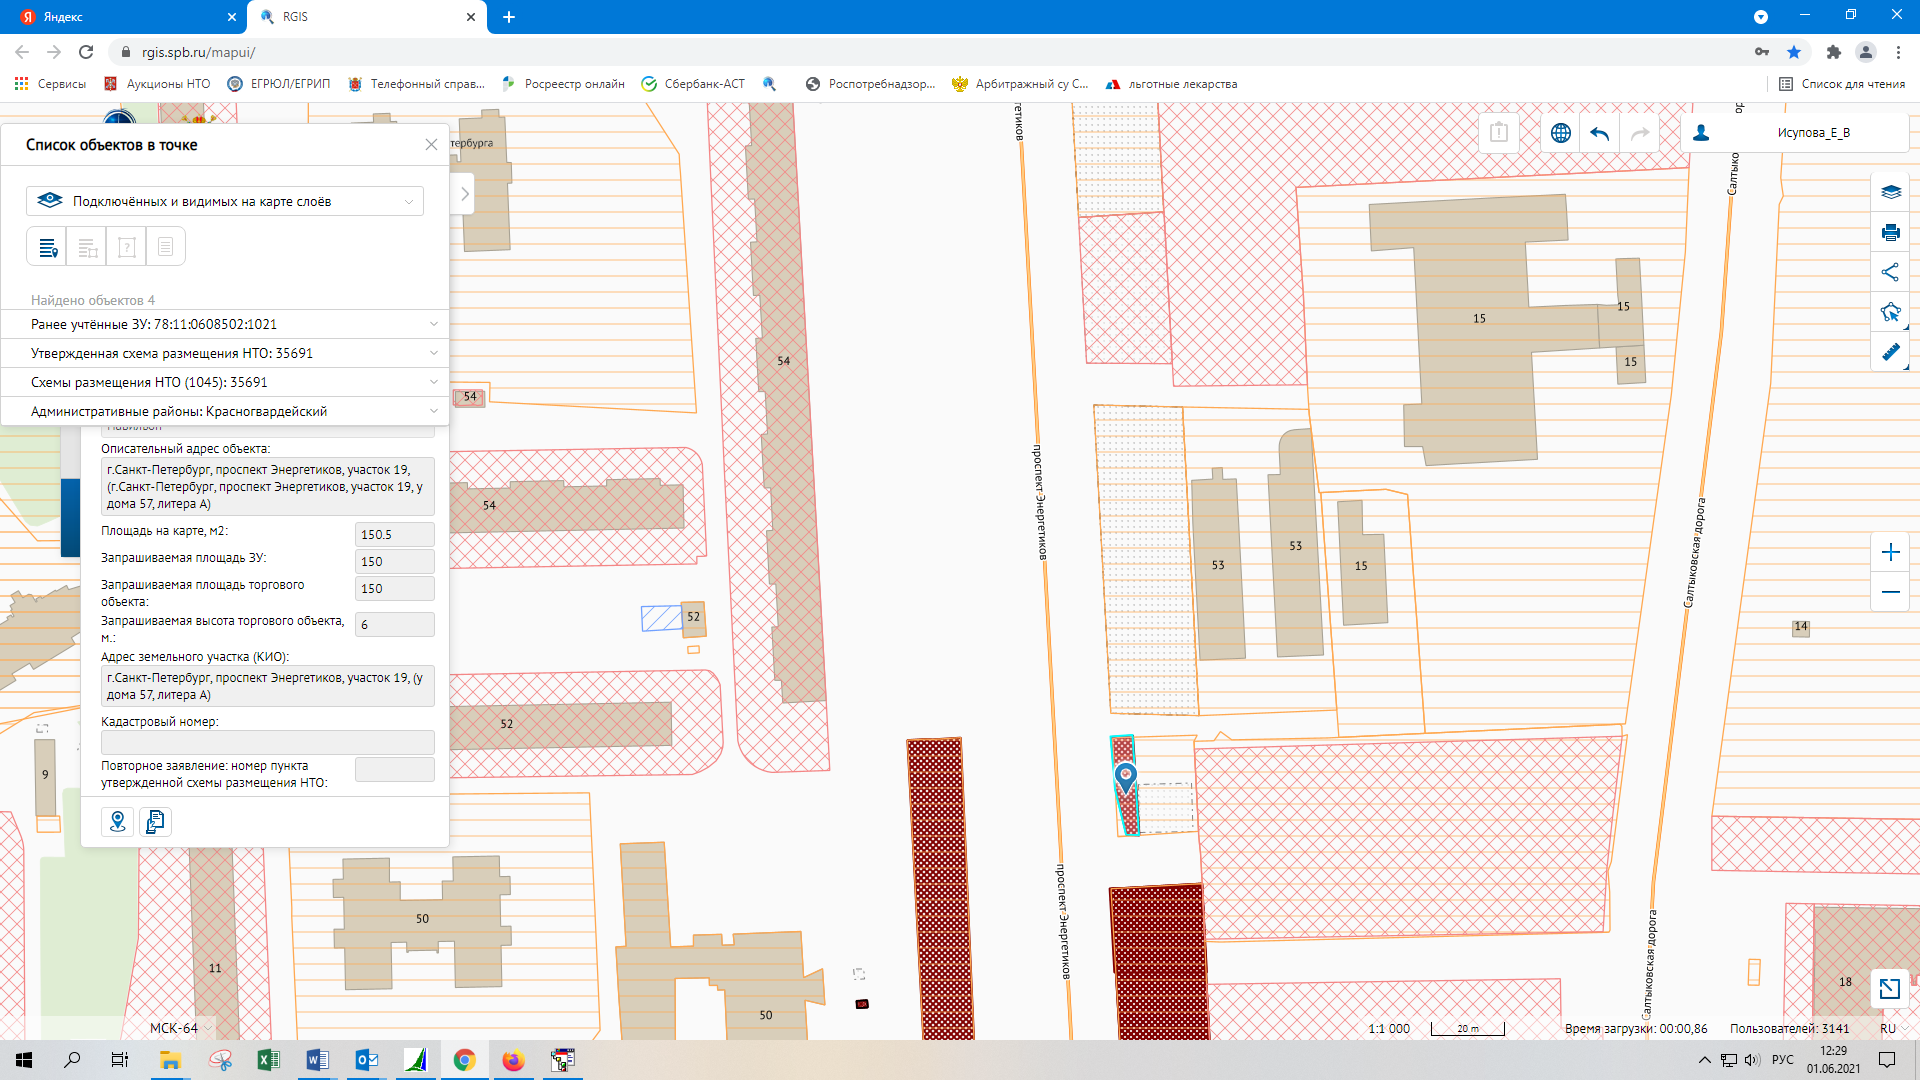 Яндекс
RGIS
rgis.spb.ru/mapui/
Сервисы
Аукционы НТО
ЕГРЮЛ/ЕГРИП
Телефонный справ...
Росреестр онлайн
Сбербанк-АСТ
Роспотребнадзор...
Арбитражный су С...
льготные лекарства
Список для чтения
Исупова_Е_В
Список объектов в точке
Подключённых и видимых на карте слоёв
Найдено объектов 4
Ранее учтённые ЗУ: 78:11:0608502:1021
Утвержденная схема размещения НТО: 35691
Схемы размещения НТО (1045): 35691
Административные районы: Красногвардейский
Павильон
Описательный адрес объекта:
г.Санкт-Петербург, проспект Энергетиков, участок 19,
(г.Санкт-Петербург, проспект Энергетиков, участок 19, у
дома 57, литера А)
Площадь на карте, м2:
150.5
Запрашиваемая площадь ЗУ:
150
Запрашиваемая площадь торгового
объекта:
150
Запрашиваемая высота торгового объекта,
м.:
6
Адрес земельного участка (КИО):
г.Санкт-Петербург, проспект Энергетиков, участок 19, (у
дома 57, литера А)
Кадастровый номер:
Повторное заявление: номер пункта
утвержденной схемы размещения НТО:
тербурга
етиков
проспект Энергетиков
проспект Энергетиков
Салтыков
Салтыковская дорога
Салтыковская дорога
54
54
54
52
52
50
50
9
11
15
15
15
53
53
15
14
18
МСК-64
1:1 000
20 m
Время загрузки: 00:00,86
Пользователей: 3141
RU
РУС
12:29
01.06.2021